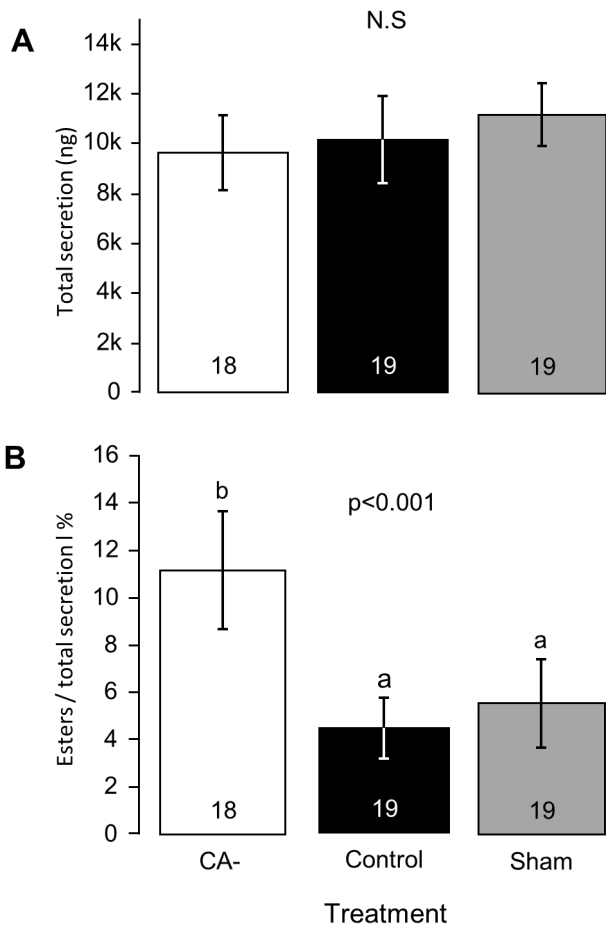 N.S
A
14k
12k
10k
8k
6k
4k
2k
0
Total secretion (ng)
18
19
19
B
16
14
12
10
8
6
4
2
0
Esters / total secretion l %
b
p<0.001
a
a
18
19
19
CA-
Control
Sham
Treatment